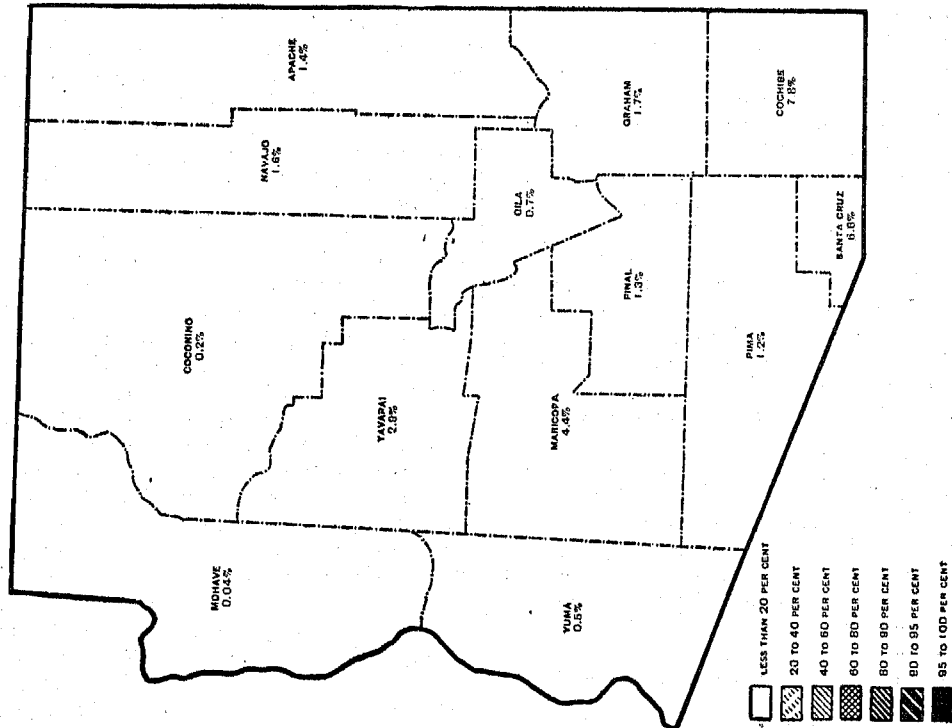 APACHE
1.4%
NAVAJO
1.6%
COCONINO
0.2%
MOHAVE
0.04%
YAVAPAI
2.9%
GILA
0.7%
GRAHAM
1.7%
MARICOPA
4.4%
PINAL
1.3%
YUMA
0.5%
PIMA
1.2%
COCHISE
7.8%
SANTA CRUZ
6.8%
LESS THAN 20 PER CENT
20 TO 40 PER CENT
40 TO 60 PER CENT
60 TO 80 PER CENT
80 TO 90 PER CENT
90 TO 95 PER CENT
95 TO 100 PER CENT